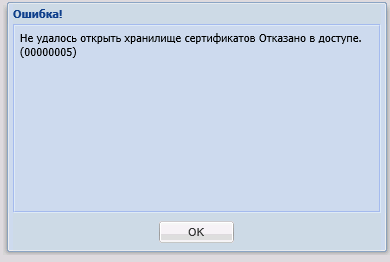 Ошибка!
Не удалось открыть хранилище сертификатов Отказано в доступе.
(00000005)
OK